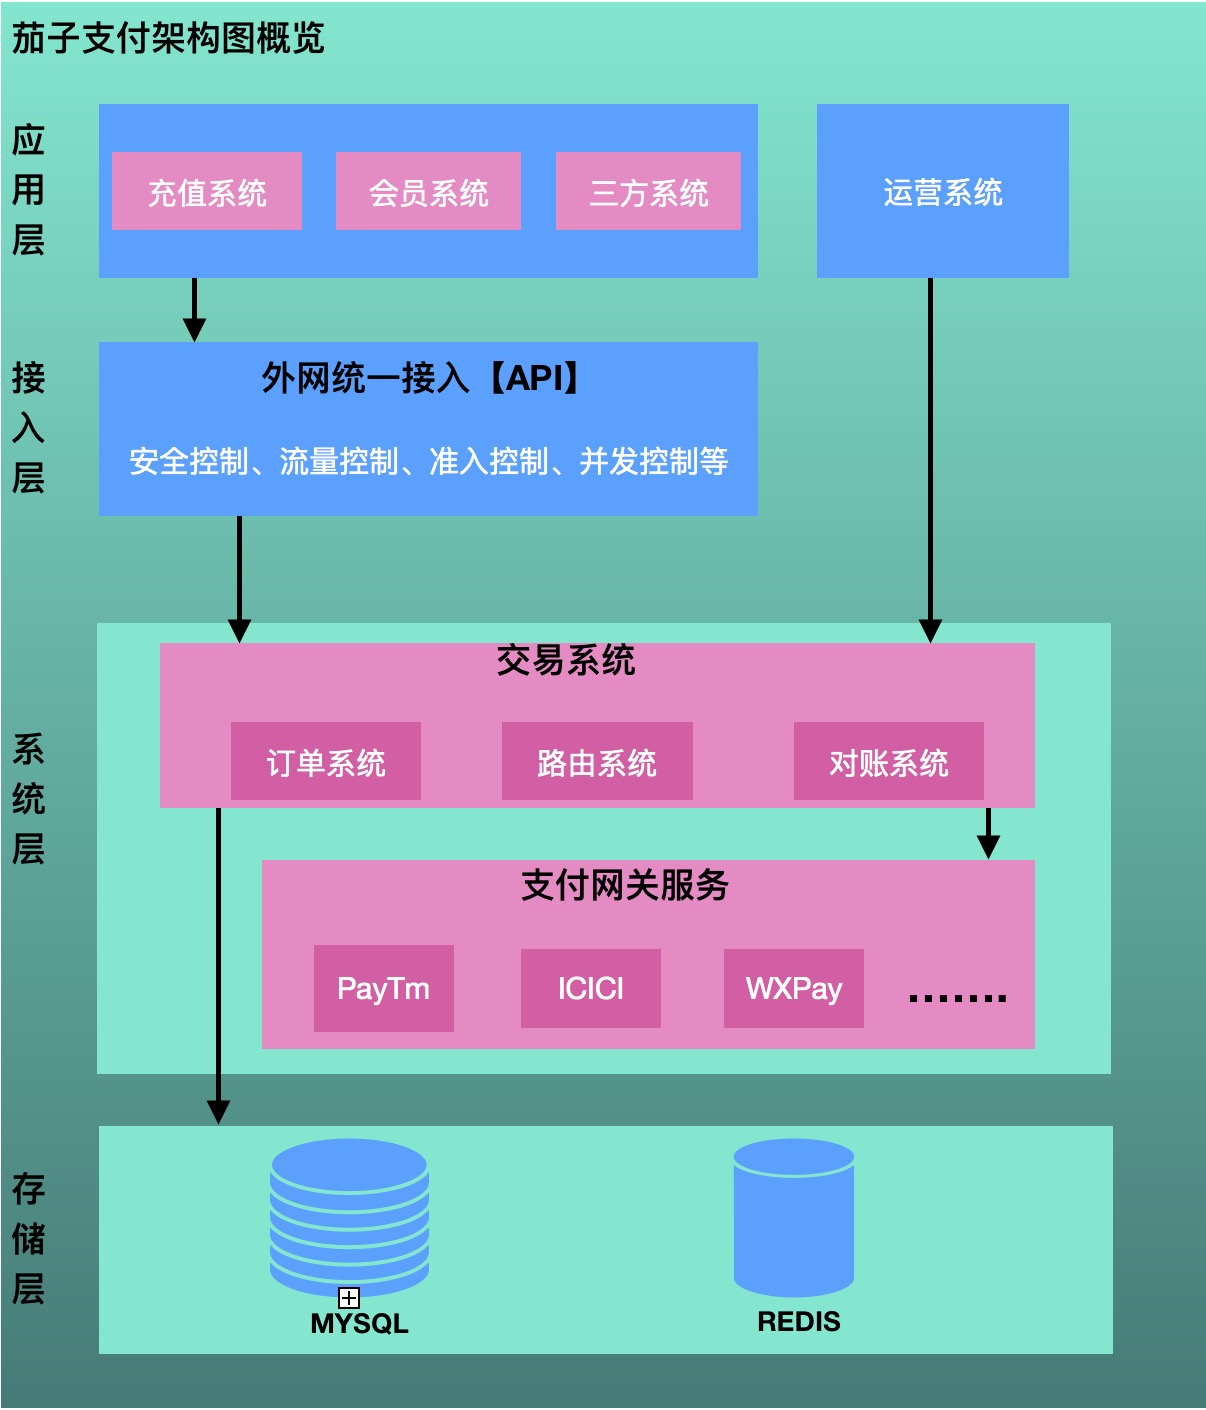 茄子支付架构图概览
应用层
充值系统
会员系统
三方系统
运营系统
接入层
外网统一接入【API】
安全控制、流量控制、准入控制、并发控制等
系统层
交易系统
订单系统
路由系统
对账系统
支付网关服务
PayTm
ICICI
WXPay
.......
存储层
MYSQL
REDIS